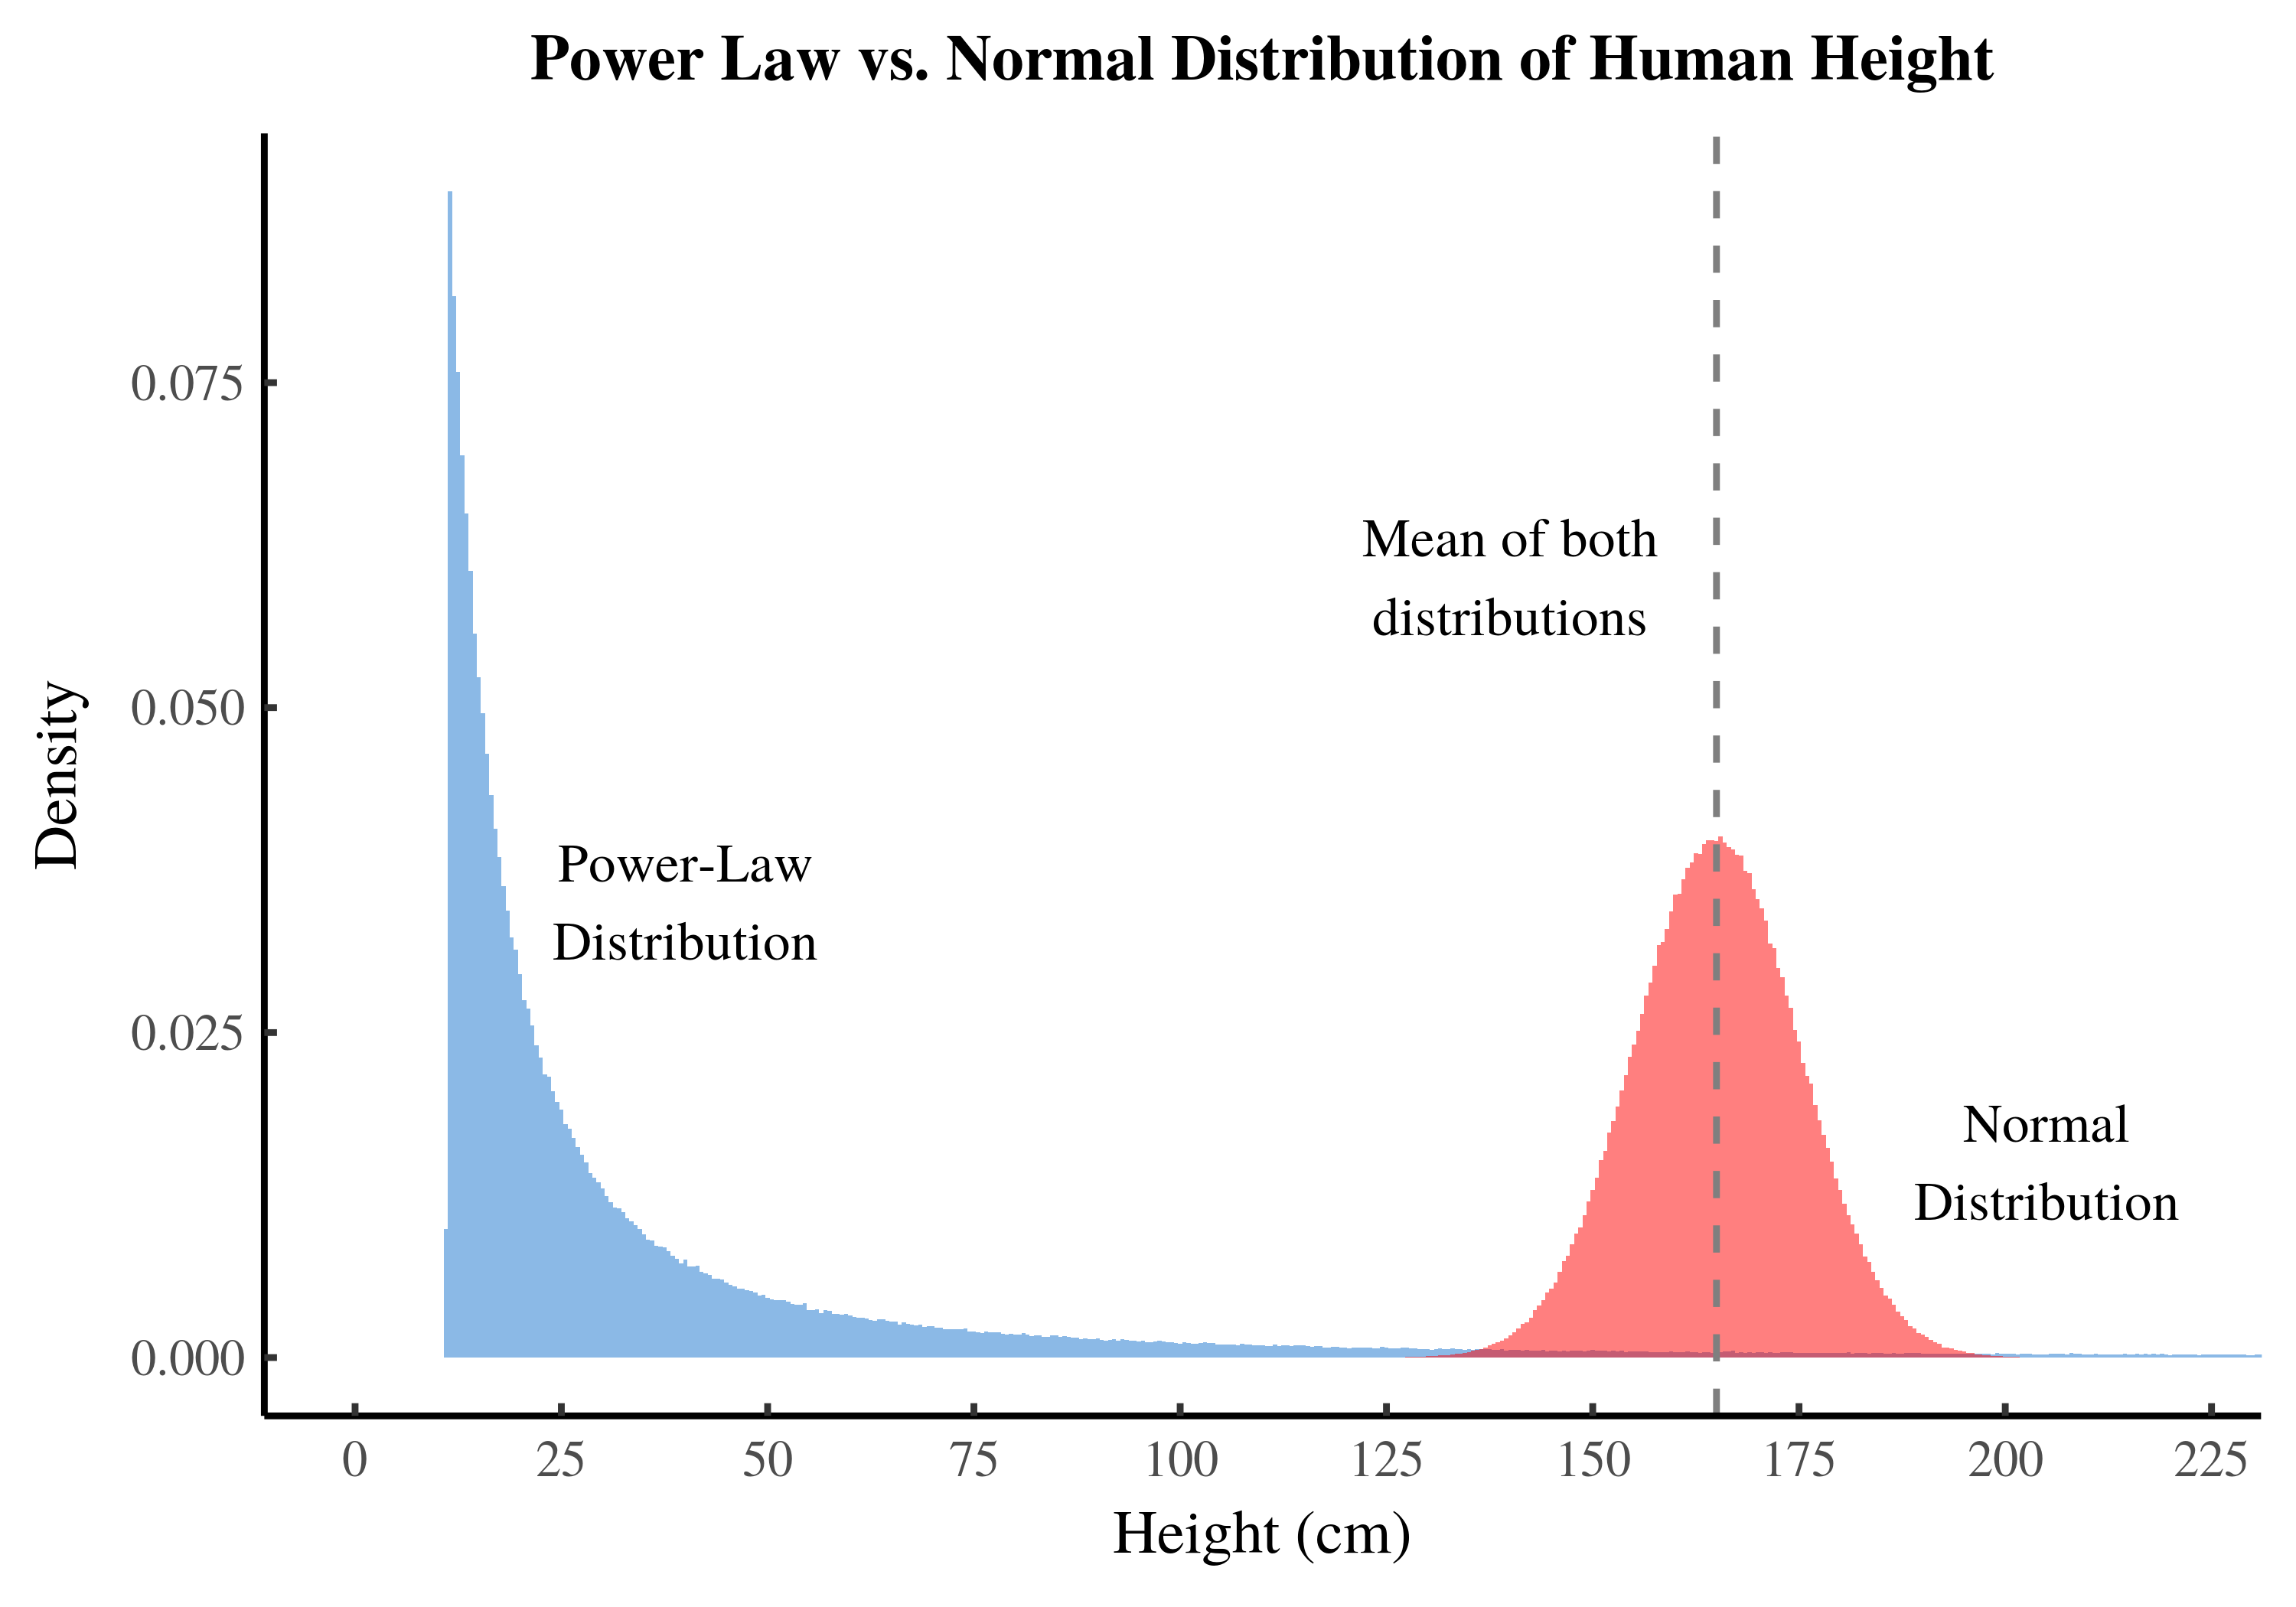 Power Law vs. Normal Distribution of Human Height
Density
0.075
0.050
0.025
0.000
Mean of both
distributions
Power-Law
Distribution
Normal
Distribution
0 25 50 75 100 125 150 175 200 225
Height (cm)